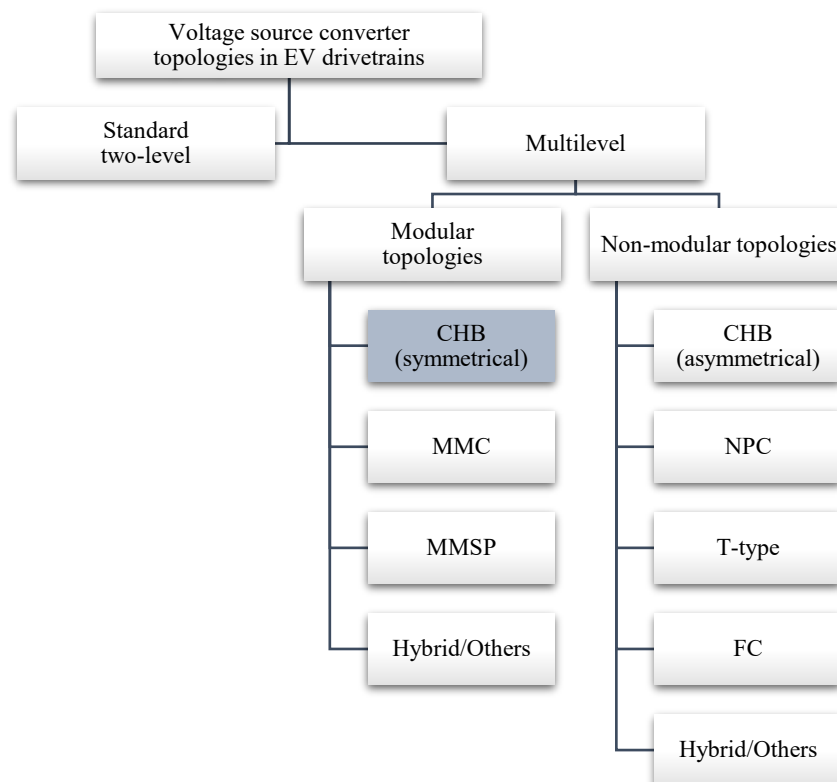 Voltage source converter
topologies in EV drivetrains
Standard
two-level
Multilevel
Modular
topologies
Non-modular topologies
CHB
(symmetrical)
MMC
MMSP
Hybrid/Others
CHB
(asymmetrical)
NPC
T-type
FC
Hybrid/Others